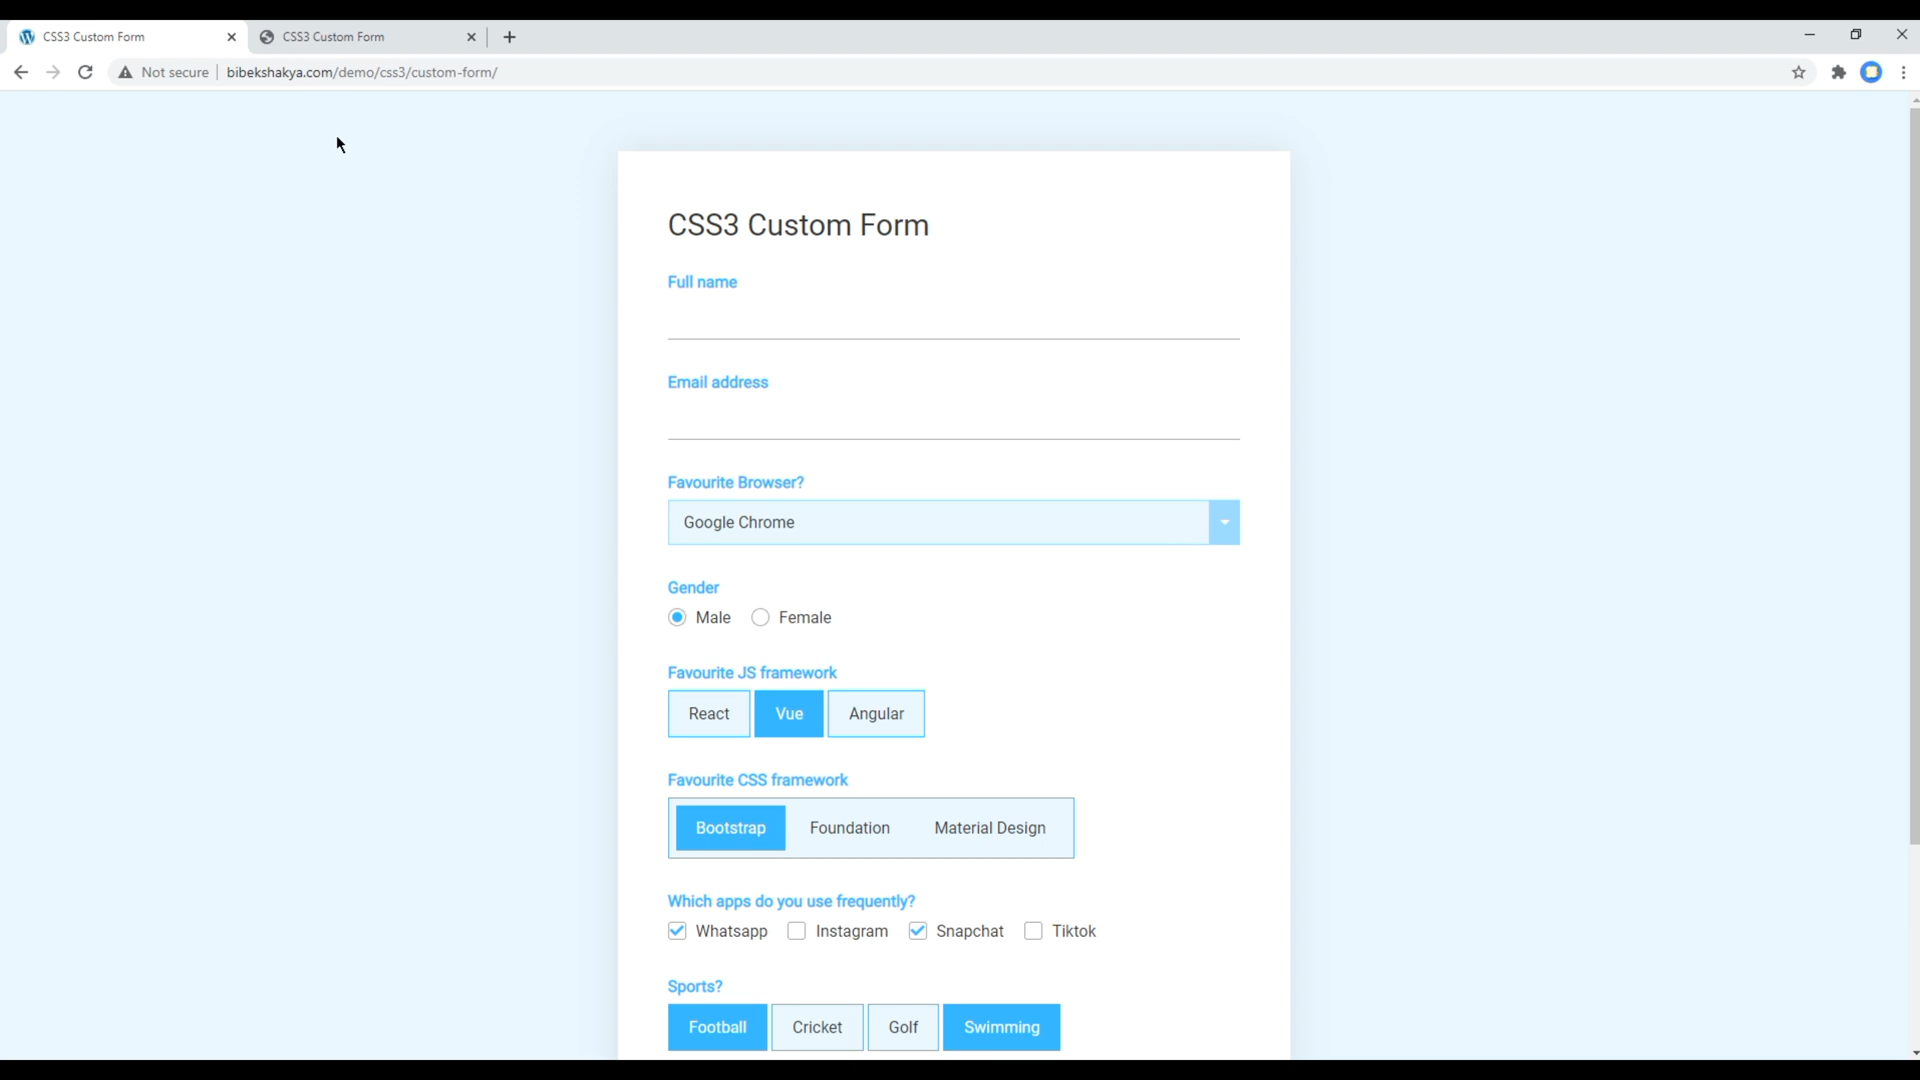 CSS3 Custom Form
CSS3 Custom Form
Not secure
bibekshakya.com/demo/css3/custom-form/
CSS3 Custom Form
Full name
Email address
Favourite Browser?
Google Chrome
Gender
Male Female
Favourite JS framework
React Vue Angular
Favourite CSS framework
Bootstrap Foundation Material Design
Which apps do you use frequently?
Whatsapp Instagram Snapchat Tiktok
Sports?
Football Cricket Golf Swimming